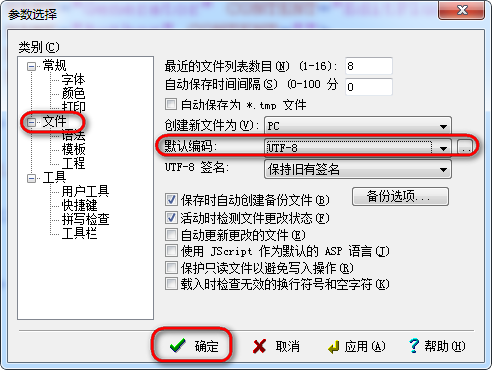 参数选择
类别(C)
常规
字体
颜色
打印
文件
语法
模板
工程
工具
用户工具
快捷键
拼写检查
工具栏
最近的文件列表数目(N) (1-16): 8
自动保存时间间隔(S) (0-100 分 0
自动保存为 *.tmp 文件
创建新文件为(V): PC
默认编码: UTF-8 ..
UTF-8 签名: 保持旧有签名
保存时自动创建备份文件(B) 备份选项...
活动时检测文件更改状态(F)
自动更新更改的文件(E)
使用 JScript 作为默认的 ASP 语言(I)
保护只读文件以避免写入操作(R)
载入时检查无效的换行符号和空字符(K)
确定 取消 应用(A) 帮助(H)